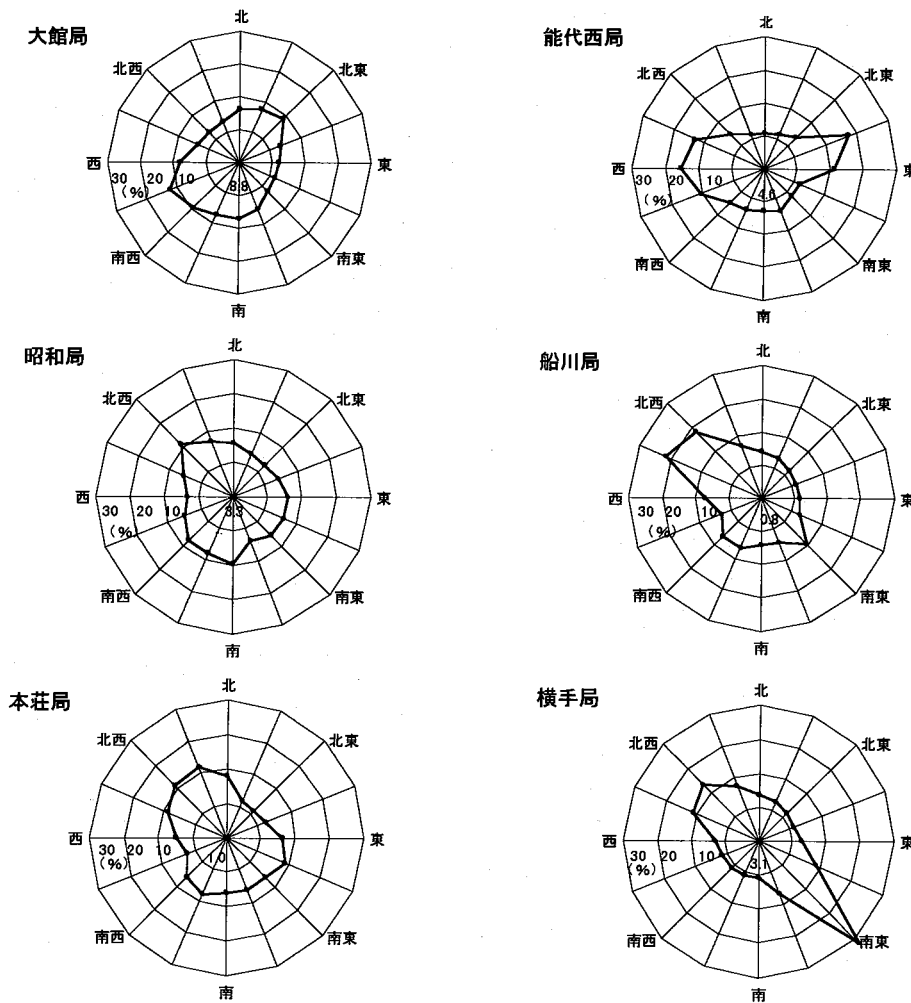 大館局
北
北西
北東
西
東
30 20 10
(%)
8.8
南西
南東
南
能代西局
北
北西
北東
西
東
30 20 10
(%)
4.6
南西
南東
南
昭和局
北
北西
北東
西
東
30 20 10
(%)
3.3
南西
南東
南
船川局
北
北西
北東
西
東
30 20 10
(%)
0.8
南西
南東
南
本荘局
北
北西
北東
西
東
30 20 10
(%)
1.0
南西
南東
南
横手局
北
北西
北東
西
東
30 20 10
(%)
3.1
南西
南東
南